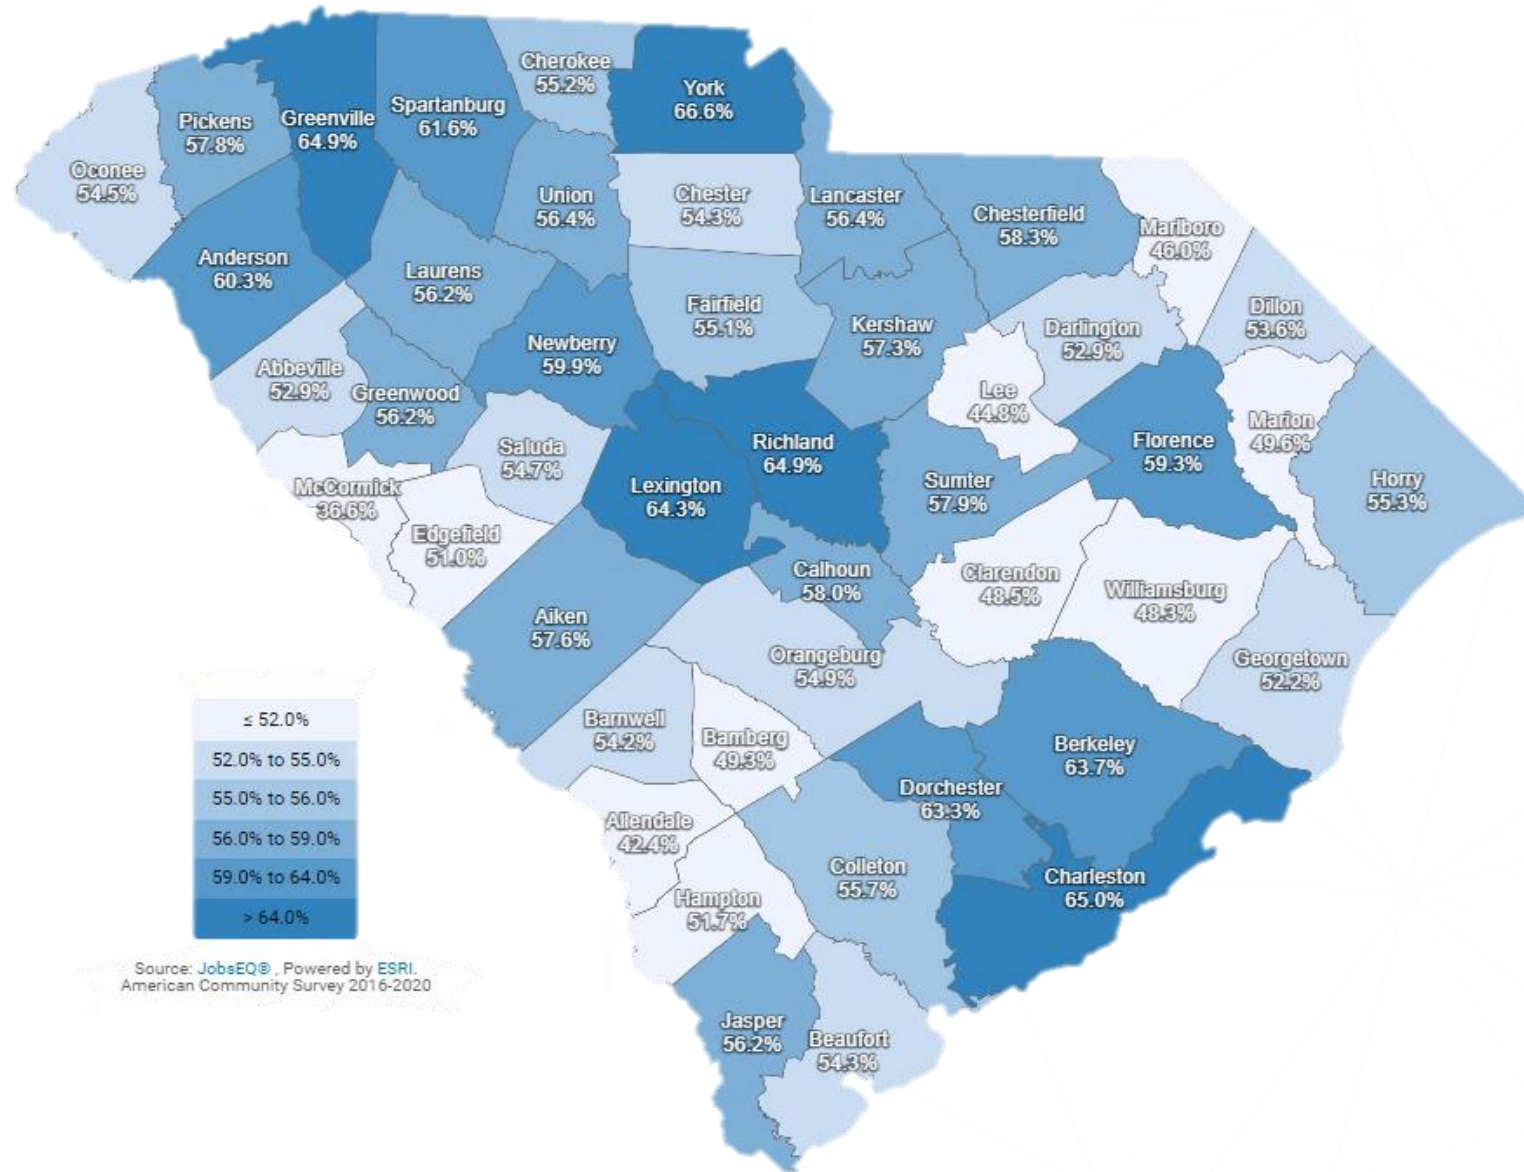 Cherokee
55.2%
York
66.6%
Spartanburg
61.6%
Greenville
64.9%
Pickens
57.8%
Oconee
54.5%
Union
56.4%
Chester
54.3%
Lancaster
56.4%
Chesterfield
58.3%
Marlboro
46.0%
Anderson
60.3%
Laurens
56.2%
Fairfield
55.1%
Kershaw
57.3%
Darlington
52.9%
Dillon
53.6%
Newberry
59.9%
Abbeville
52.9%
Greenwood
56.2%
Lee
44.8%
Marion
49.6%
Saluda
54.7%
Richland
64.9%
Florence
59.3%
Horry
55.3%
McCormick
36.6%
Lexington
64.3%
Sumter
57.9%
Edgefield
51.0%
Calhoun
58.0%
Clarendon
48.5%
Williamsburg
48.3%
Aiken
57.6%
Orangeburg
54.9%
Georgetown
52.2%
Barnwell
54.2%
Bamberg
49.3%
Berkeley
63.7%
Dorchester
63.3%
Allendale
42.4%
Colleton
55.7%
Charleston
65.0%
Hampton
51.7%
Jasper
56.2%
Beaufort
54.3%
≤ 52.0%
52.0% to 55.0%
55.0% to 56.0%
56.0% to 59.0%
59.0% to 64.0%
> 64.0%
Source: JobsEQ® , Powered by ESRI.
American Community Survey 2016-2020